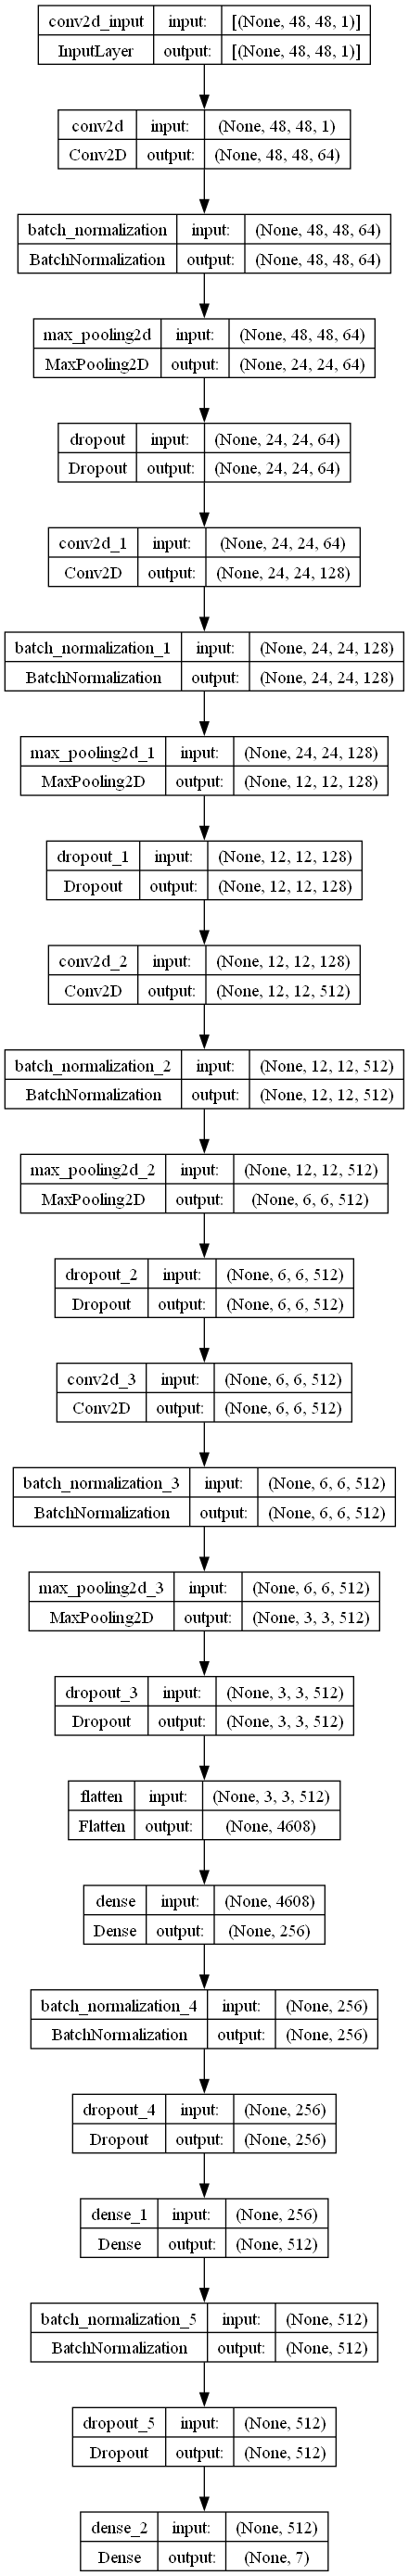 conv2d_input input: [(None, 48, 48, 1)]
InputLayer output: [(None, 48, 48, 1)]
conv2d input: (None, 48, 48, 1)
Conv2D output: (None, 48, 48, 64)
batch_normalization input: (None, 48, 48, 64)
BatchNormalization output: (None, 48, 48, 64)
max_pooling2d input: (None, 48, 48, 64)
MaxPooling2D output: (None, 24, 24, 64)
dropout input: (None, 24, 24, 64)
Dropout output: (None, 24, 24, 64)
conv2d_1 input: (None, 24, 24, 64)
Conv2D output: (None, 24, 24, 128)
batch_normalization_1 input: (None, 24, 24, 128)
BatchNormalization output: (None, 24, 24, 128)
max_pooling2d_1 input: (None, 24, 24, 128)
MaxPooling2D output: (None, 12, 12, 128)
dropout_1 input: (None, 12, 12, 128)
Dropout output: (None, 12, 12, 128)
conv2d_2 input: (None, 12, 12, 128)
Conv2D output: (None, 12, 12, 512)
batch_normalization_2 input: (None, 12, 12, 512)
BatchNormalization output: (None, 12, 12, 512)
max_pooling2d_2 input: (None, 12, 12, 512)
MaxPooling2D output: (None, 6, 6, 512)
dropout_2 input: (None, 6, 6, 512)
Dropout output: (None, 6, 6, 512)
conv2d_3 input: (None, 6, 6, 512)
Conv2D output: (None, 6, 6, 512)
batch_normalization_3 input: (None, 6, 6, 512)
BatchNormalization output: (None, 6, 6, 512)
max_pooling2d_3 input: (None, 6, 6, 512)
MaxPooling2D output: (None, 3, 3, 512)
dropout_3 input: (None, 3, 3, 512)
Dropout output: (None, 3, 3, 512)
flatten input: (None, 3, 3, 512)
Flatten output: (None, 4608)
dense input: (None, 4608)
Dense output: (None, 256)
batch_normalization_4 input: (None, 256)
BatchNormalization output: (None, 256)
dropout_4 input: (None, 256)
Dropout output: (None, 256)
dense_1 input: (None, 256)
Dense output: (None, 512)
batch_normalization_5 input: (None, 512)
BatchNormalization output: (None, 512)
dropout_5 input: (None, 512)
Dropout output: (None, 512)
dense_2 input: (None, 512)
Dense output: (None, 7)